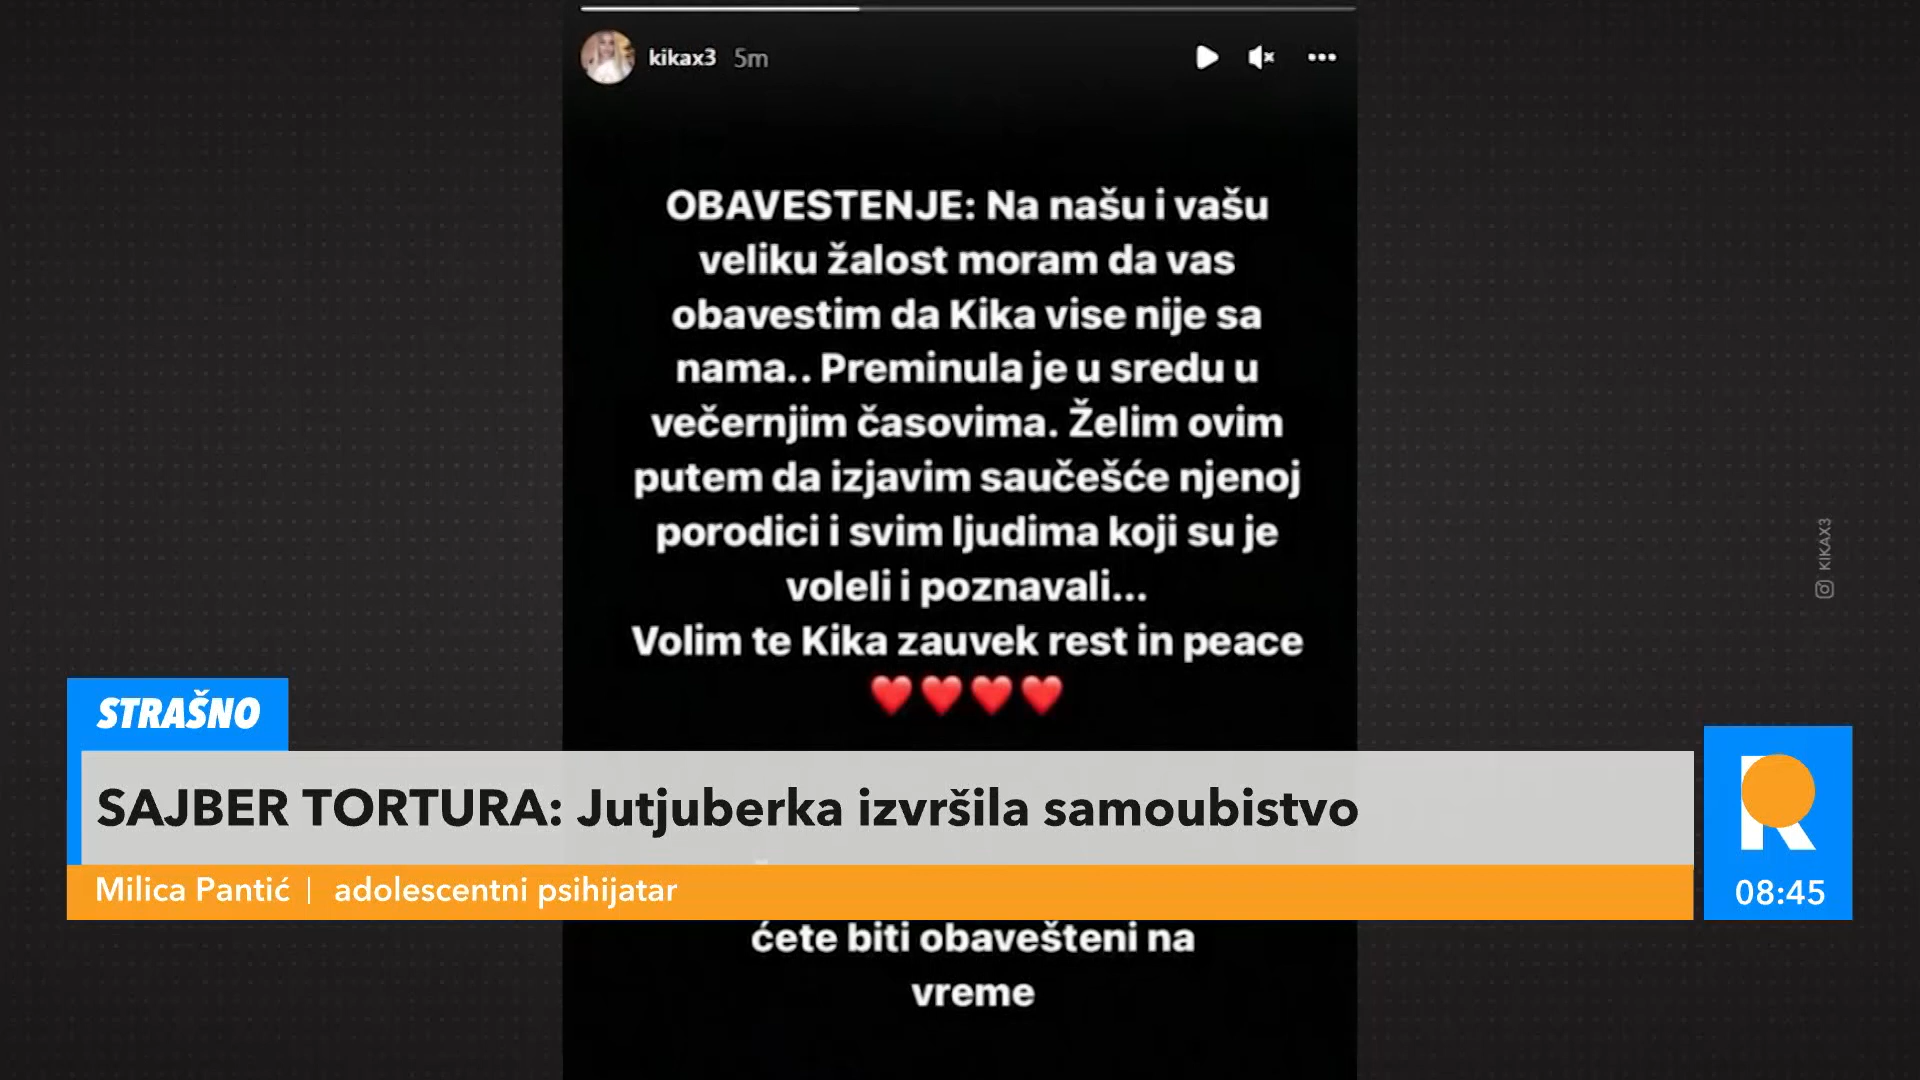 kikax3 5m
OBAVESTENJE: Na našu i vašu
veliku žalost moram da vas
obavestim da Kika vise nije sa
nama.. Preminula je u sredu u
večernjim časovima. Želim ovim
putem da izjavim saučešće njenoj
porodici i svim ljudima koji su je
voleli i poznavali...
Volim te Kika zauvek rest in peace
❤️❤️❤️❤️
KIKAX3
STRAŠNO
SAJBER TORTURA: Jutjuberka izvršila samoubistvo
Milica Pantić | adolescentni psihijatar
R
08:45
ćete biti obavešteni na
vreme